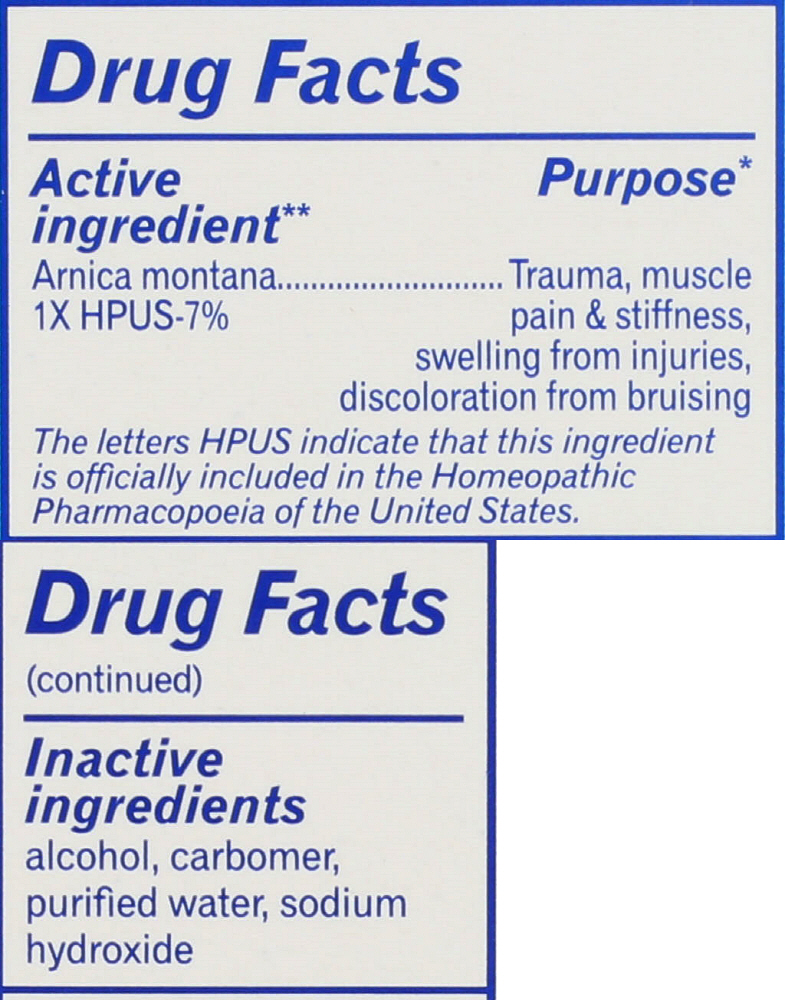 Drug Facts
Active Purpose*
ingredient**
Arnica montana............................ Trauma, muscle
1X HPUS-7% pain & stiffness,
swelling from injuries,
discoloration from bruising
The letters HPUS indicate that this ingredient
is officially included in the Homeopathic
Pharmacopoeia of the United States.
Drug Facts
(continued)
Inactive
ingredients
alcohol, carbomer,
purified water, sodium
hydroxide